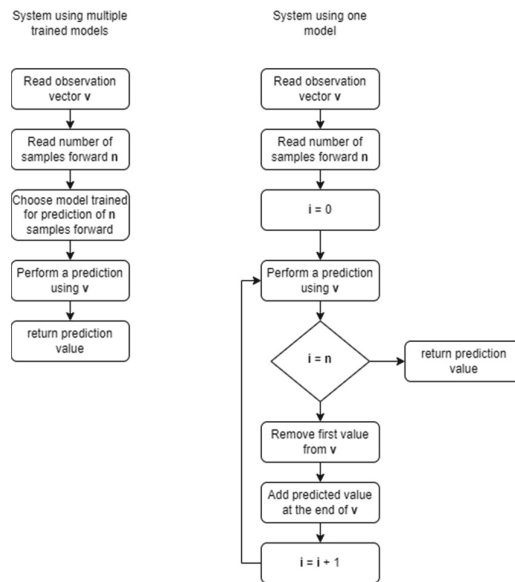 System using multiple
trained models
Read observation
vector v
Read number of
samples forward n
Choose model trained
for prediction of n
samples forward
Perform a prediction
using v
return prediction
value
System using one
model
Read observation
vector v
Read number of
samples forward n
i = 0
Perform a prediction
using v
i = n
return prediction
value
Remove first value
from v
Add predicted value
at the end of v
i = i + 1